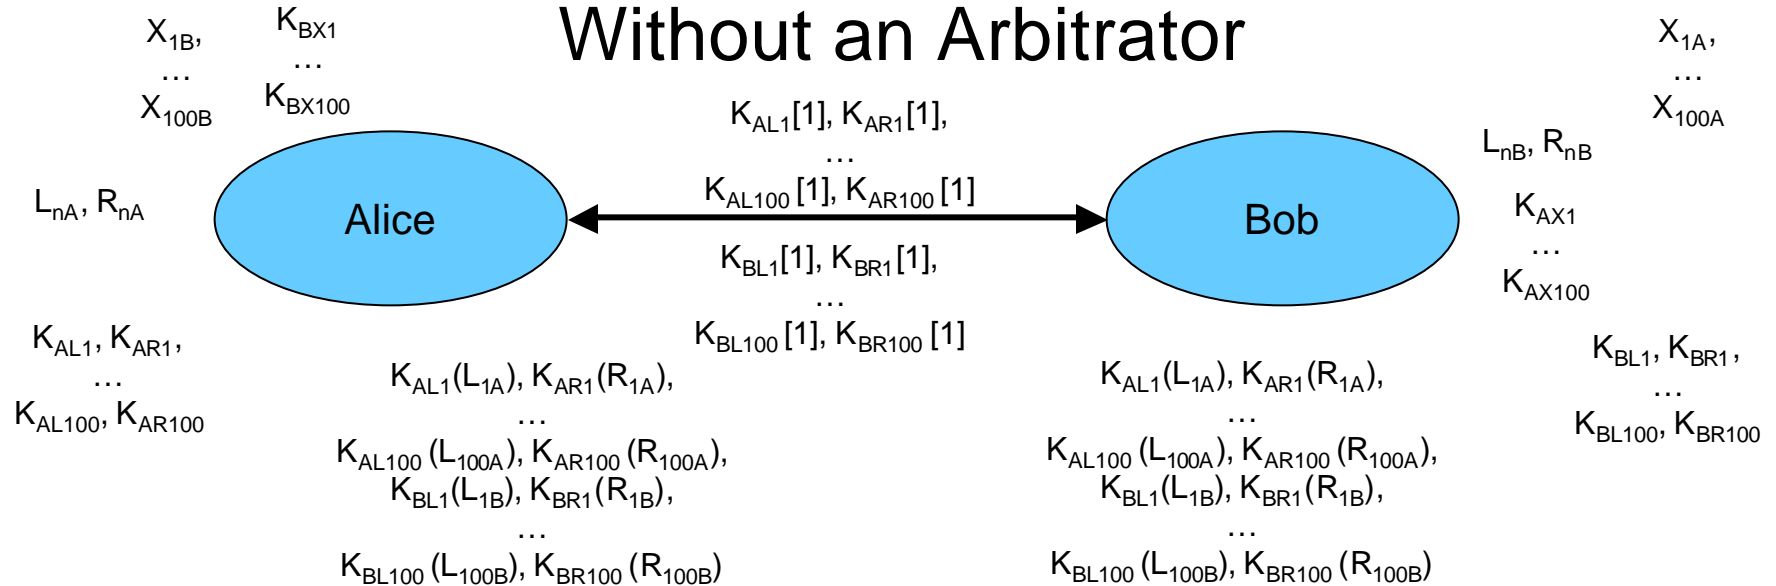 Without an Arbitrator
X1B,
…
X100B
KBX1
…
KBX100
X1A,
…
X100A
KAL1[1], KAR1[1],
…
KAL100 [1], KAR100 [1]
LnA, RnA
Alice
Bob
LnB, RnB
KAX1
…
KAX100
KBL1[1], KBR1[1],
…
KBL100 [1], KBR100 [1]
KAL1, KAR1,
…
KAL100, KAR100
KAL1(L1A), KAR1(R1A),
…
KAL100 (L100A), KAR100 (R100A),
KBL1(L1B), KBR1(R1B),
…
KBL100 (L100B), KBR100 (R100B)
KAL1(L1A), KAR1(R1A),
…
KAL100 (L100A), KAR100 (R100A),
KBL1(L1B), KBR1(R1B),
…
KBL100 (L100B), KBR100 (R100B)
KBL1, KBR1,
…
KBL100, KBR100